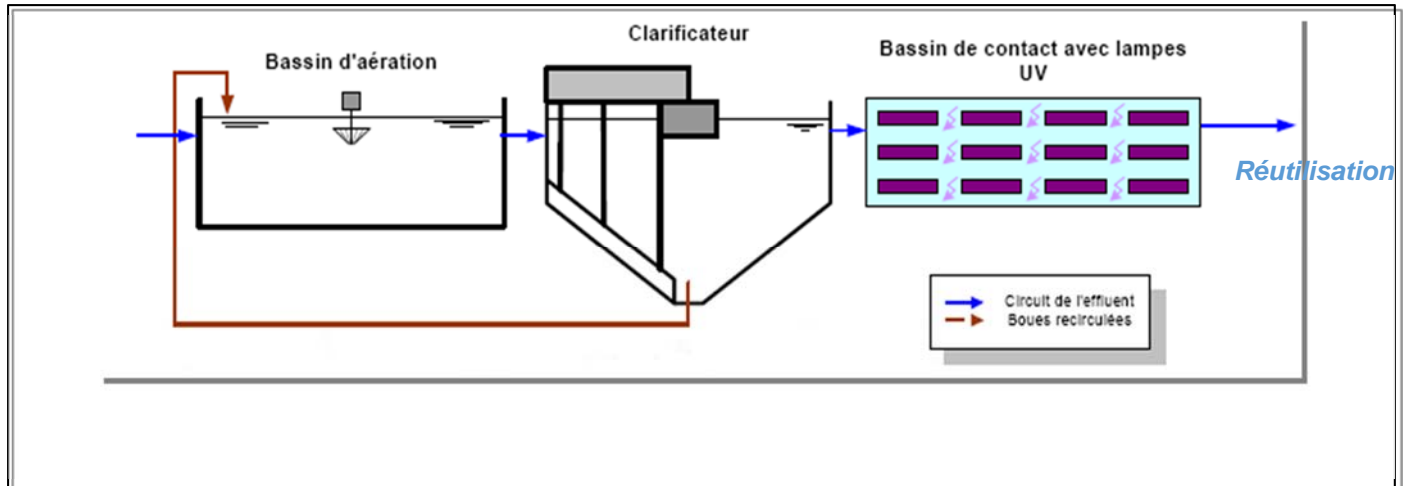 Clarificateur
Bassin d'aération
Bassin de contact avec lampes
UV
Réutilisation
Circuit de l'effluent
Boues recirculées